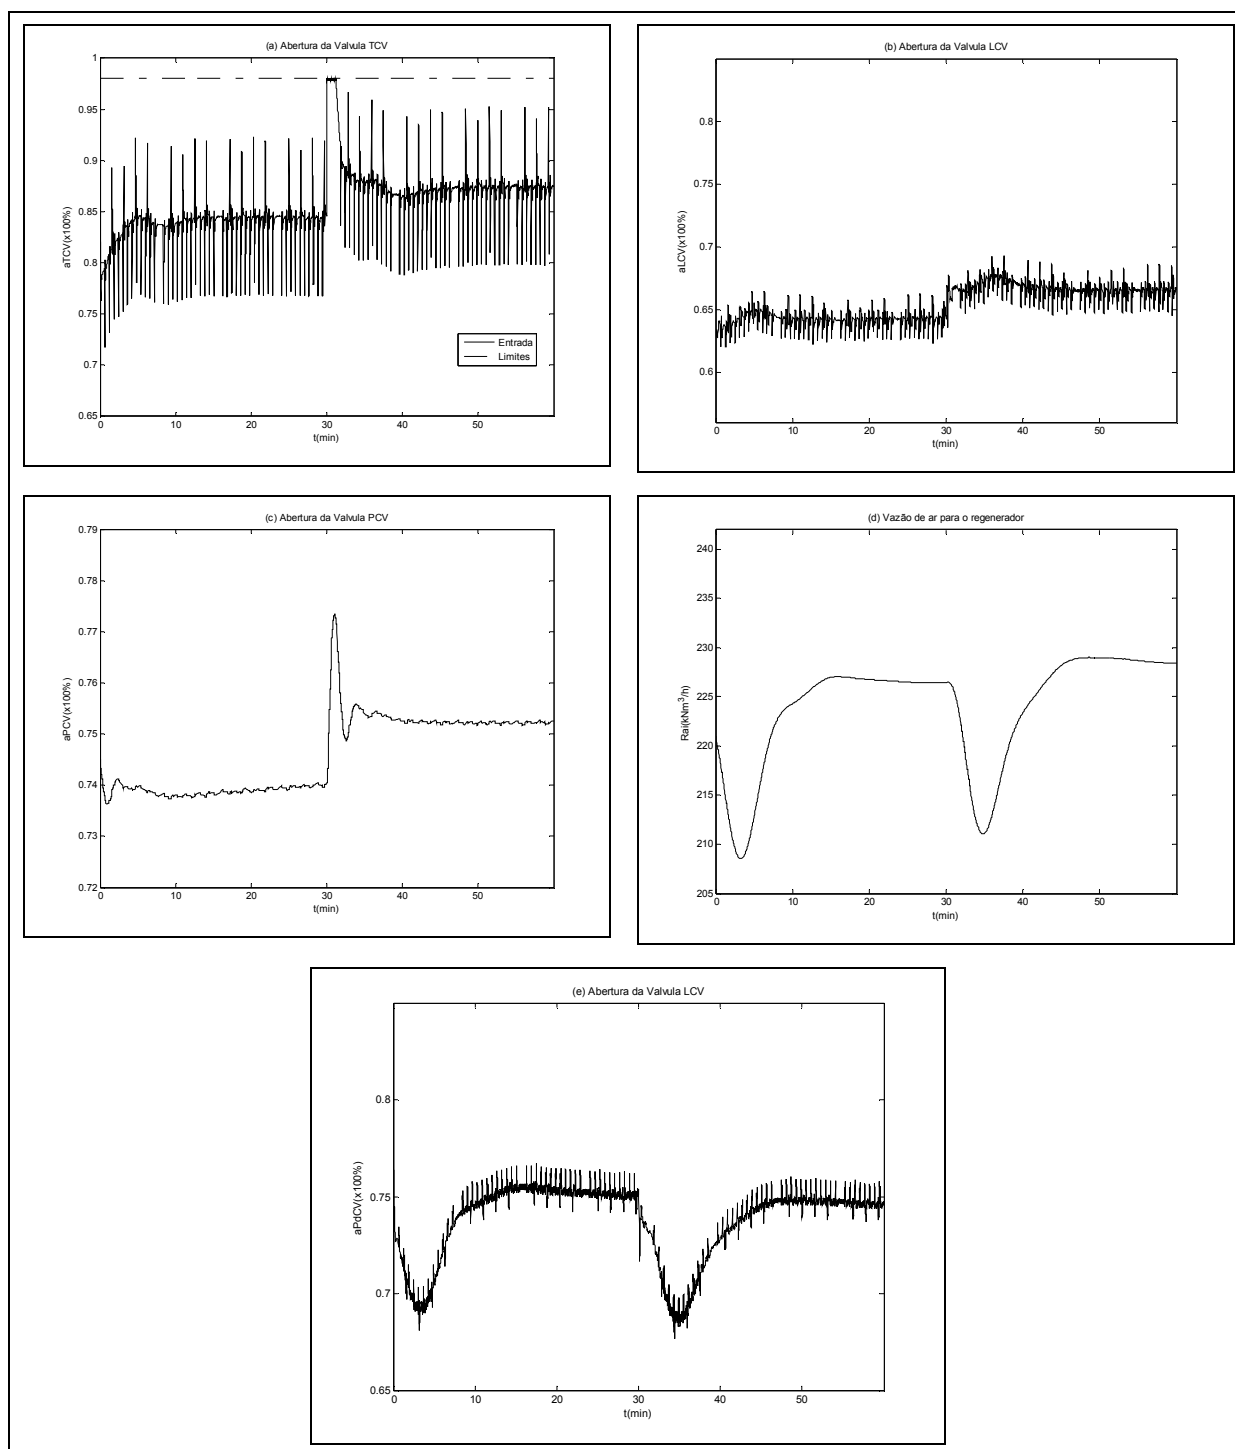 (a) Abertura da Valvula TCV
1
0.95
0.9
0.85
0.8
0.75
0.7
0.65
aTCV(x100%)
Entrada
Limites
0 10 20 30 40 50
t(min)
(b) Abertura da Valvula LCV
0.8
0.75
0.7
0.65
0.6
aLCV(x100%)
0 10 20 30 40 50
t(min)
(c) Abertura da Valvula PCV
0.79
0.78
0.77
0.76
0.75
0.74
0.73
0.72
aPCV(x100%)
0 10 20 30 40 50
t(min)
(d) Vazão de ar para o regenerador
240
235
230
225
220
215
210
205
Rai(kNm³/h)
0 10 20 30 40 50
t(min)
(e) Abertura da Valvula LCV
0.8
0.75
0.7
0.65
aPdCV(x100%)
0 10 20 30 40 50
t(min)